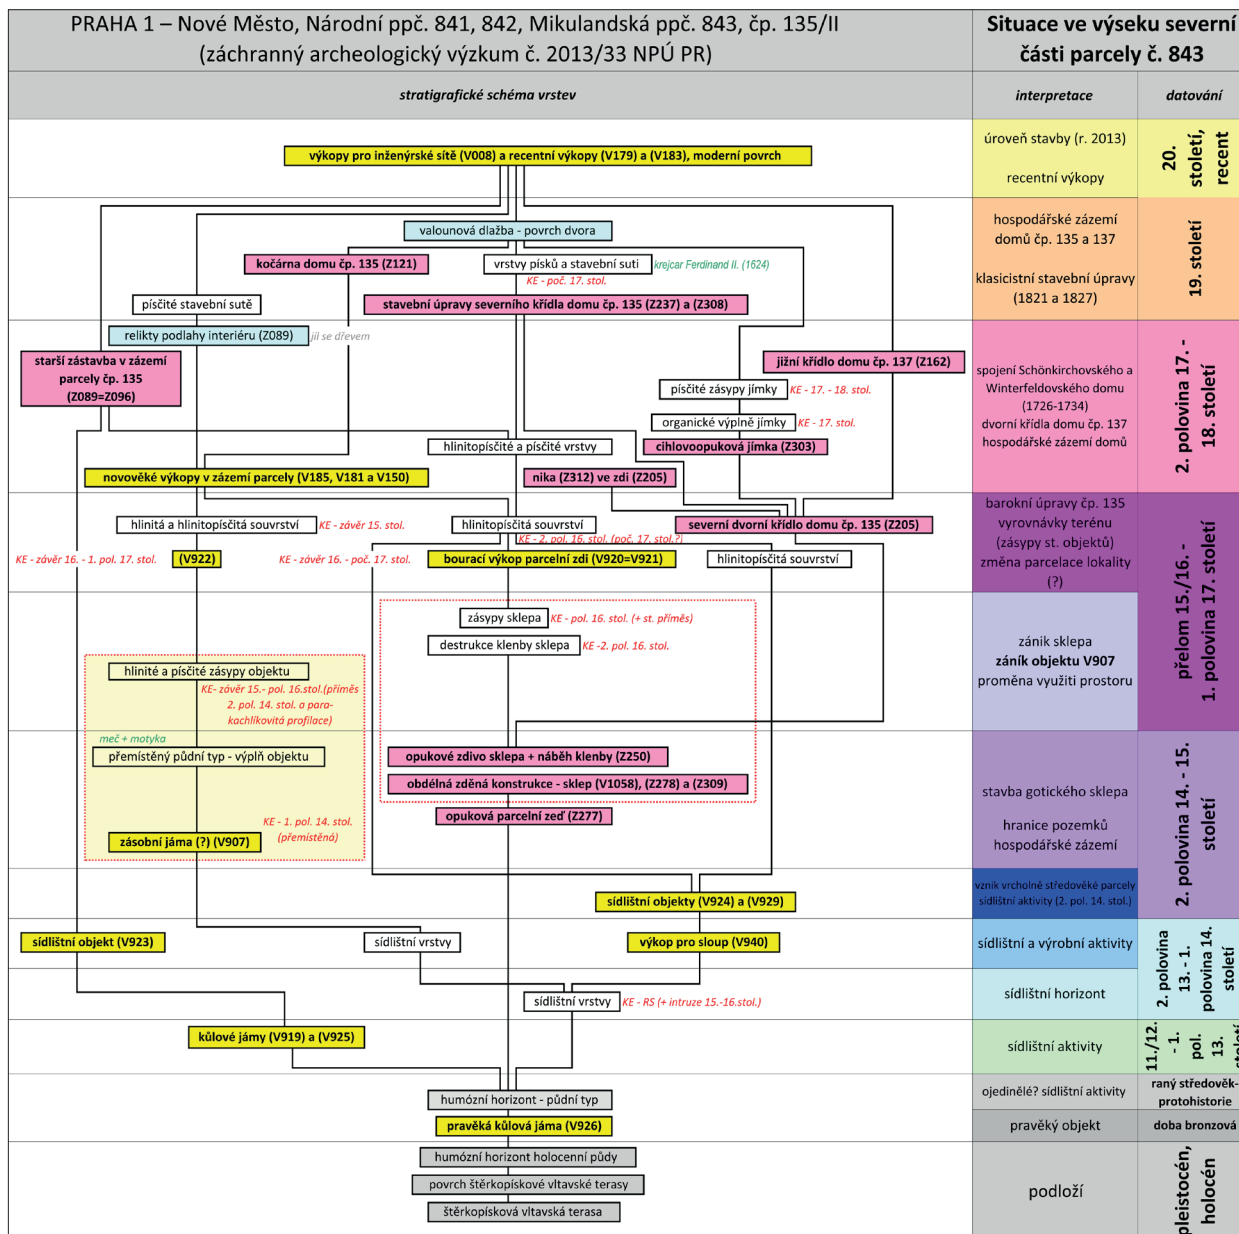 PRAHA 1 – Nové Město, Národní ppč. 841, 842, Mikulandská ppč. 843, čp. 135/II
(záchranný archeologický výzkum č. 2013/33 NPÚ PR)
Situace ve výseku severní
části parcely č. 843
stratigrafické schéma vrstev
interpretace
datování
výkopy pro inženýrské sítě (V008) a recentní výkopy (V179) a (V183), moderní povrch
úroveň stavby (r. 2013)
recentní výkopy
20.
století,
recent
valounová dlažba - povrch dvora
kočárna domu čp. 135 (Z121)
vrstvy písků a stavební suti
krejcar Ferdinand II. (1624)
KE - poč. 17. stol.
písčité stavební sutě
stavební úpravy severního křídla domu čp. 135 (Z237) a (Z308)
hospodářské zázemí
domů čp. 135 a 137
klasicistní stavební úpravy
(1821 a 1827)
19. století
relikty podlahy interiéru (Z089)
jíl se dřevem
starší zástavba v zázemí
parcely čp. 135
(Z089=Z096)
jižní křídlo domu čp. 137 (Z162)
písčité zásypy jímky
KE - 17. - 18. stol.
organické výplně jímky
KE - 17. stol.
hlinitopísčité a písčité vrstvy
cihlovoopuková jímka (Z303)
novověké výkopy v zázemí parcely (V185, V181 a V150)
nika (Z312) ve zdi (Z205)
spojení Schönkirchovského a
Winterfeldovského domu
(1726-1734)
dvorní křídla domu čp. 137
hospodářské zázemí domů
2. polovina 17. -
18. století
hlinitá a hlinitopísčitá souvrství
KE - závěr 15. stol.
hlinitopísčitá souvrství
KE - 2. pol. 16. stol. (poč. 17. stol.?)
severní dvorní křídlo domu čp. 135 (Z205)
KE - závěr 16. - 1. pol. 17. stol.
(V922)
KE - závěr 16. - poč. 17. stol.
bourací výkop parcelní zdi (V920=V921)
hlinitopísčitá souvrství
barokní úpravy čp. 135
vyrovnávky terénu
(zásypy st. objektů)
změna parcelace lokality
(?)
přelom 15./16. -
1. polovina 17. století
zásypy sklepa
KE - pol. 16. stol. (+ st. příměs)
destrukce klenby sklepa
KE -2. pol. 16. stol.
hlinité a písčité zásypy objektu
KE- závěr 15.- pol. 16.stol.(příměs
2. pol. 14. stol. a para-
kachlíkovitá profilace)
zánik sklepa
záník objektu V907
proměna využiti prostoru
meč + motyka
přemístěný půdní typ - výplň objektu
opukové zdivo sklepa + náběh klenby (Z250)
obdélná zděná konstrukce - sklep (V1058), (Z278) a (Z309)
opuková parcelní zeď (Z277)
KE - 1. pol. 14. stol.
(přemístěná)
zásobní jáma (?) (V907)
stavba gotického sklepa
hranice pozemků
hospodářské zázemí
2. polovina 14. - 15.
století
sídlištní objekty (V924) a (V929)
vznik vrcholně středověké parcely
sídlištní aktivity (2. pol. 14. stol.)
sídlištní objekt (V923)
sídlištní vrstvy
výkop pro sloup (V940)
sídlištní a výrobní aktivity
2. polovina
13. - 1.
polovina 14.
století
sídlištní vrstvy
KE - RS (+ intruze 15.-16.stol.)
sídlištní horizont
kůlové jámy (V919) a (V925)
sídlištní aktivity
11./12.
- 1.
pol.
13.
století
humózní horizont - půdní typ
ojedinělé? sídlištní aktivity
raný středověk-
protohistorie
pravěká kůlová jáma (V926)
pravěký objekt
doba bronzová
humózní horizont holocenní půdy
povrch štěrkopískové vltavské terasy
štěrkopísková vltavská terasa
podloží
pleistocén,
holocén